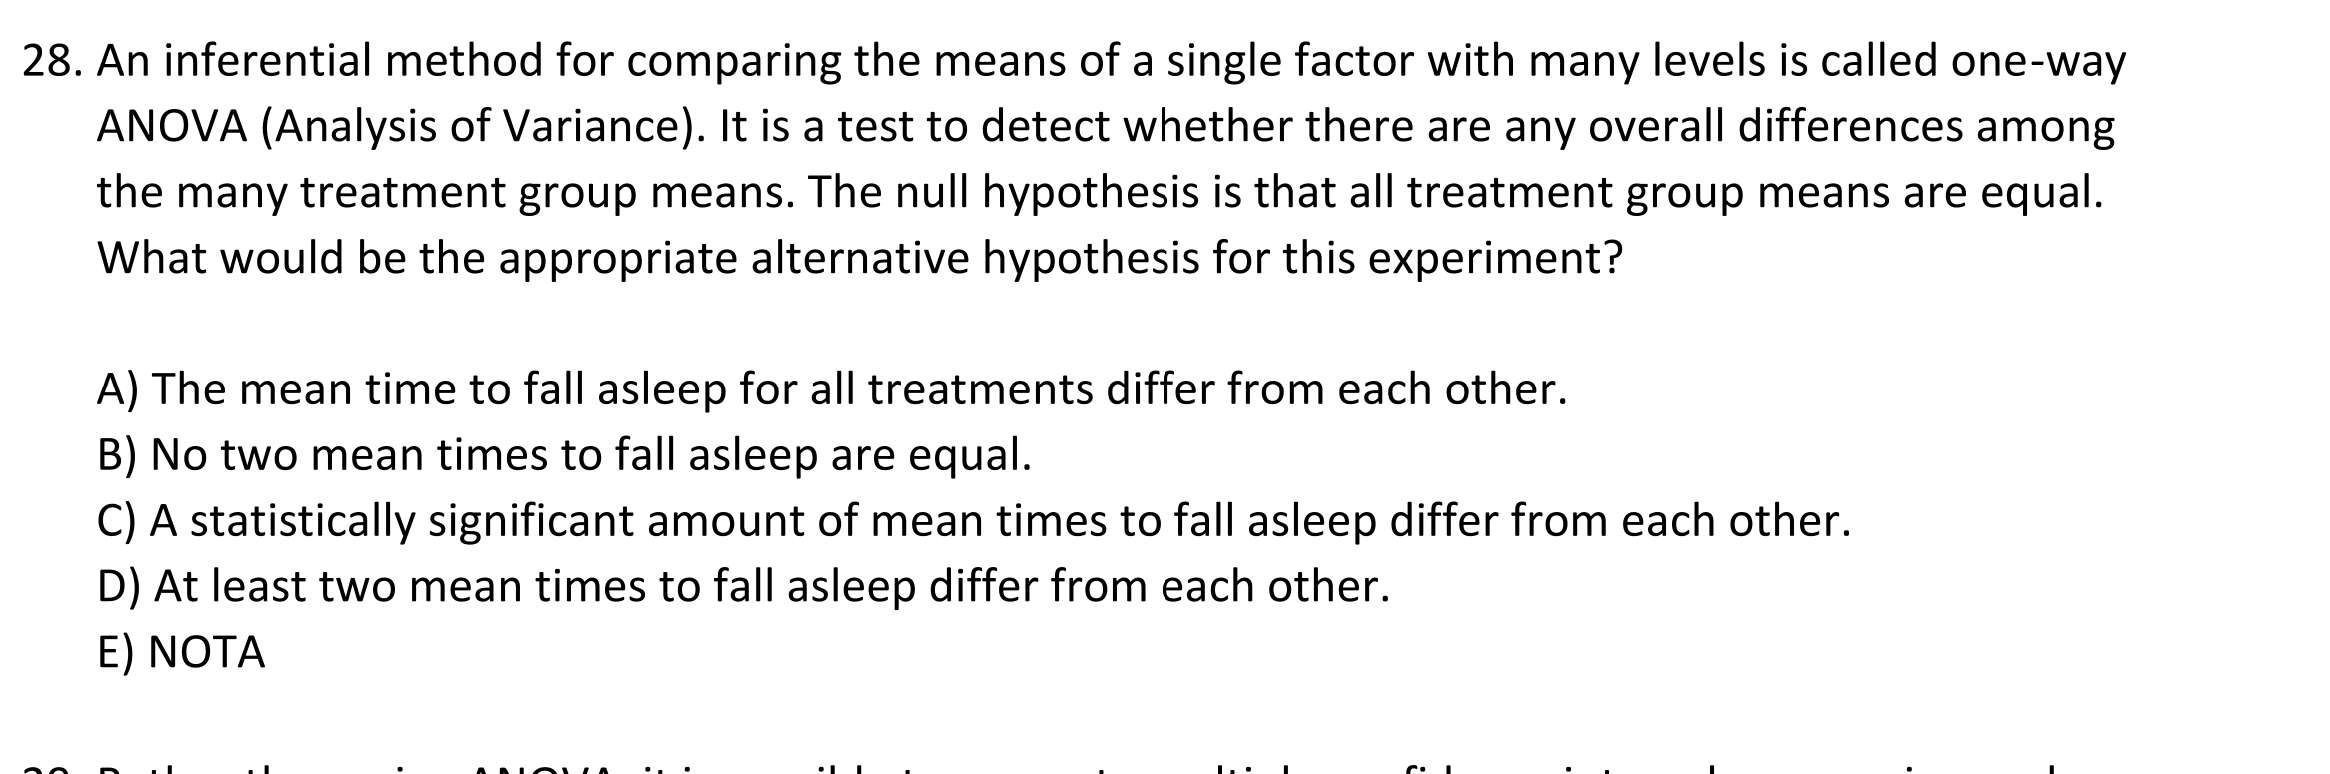 28. An inferential method for comparing the means of a single factor with many levels is called one-way
ANOVA (Analysis of Variance). It is a test to detect whether there are any overall differences among
the many treatment group means. The null hypothesis is that all treatment group means are equal.
What would be the appropriate alternative hypothesis for this experiment?
A) The mean time to fall asleep for all treatments differ from each other.
B) No two mean times to fall asleep are equal.
C) A statistically significant amount of mean times to fall asleep differ from each other.
D) At least two mean times to fall asleep differ from each other.
E) NOTA